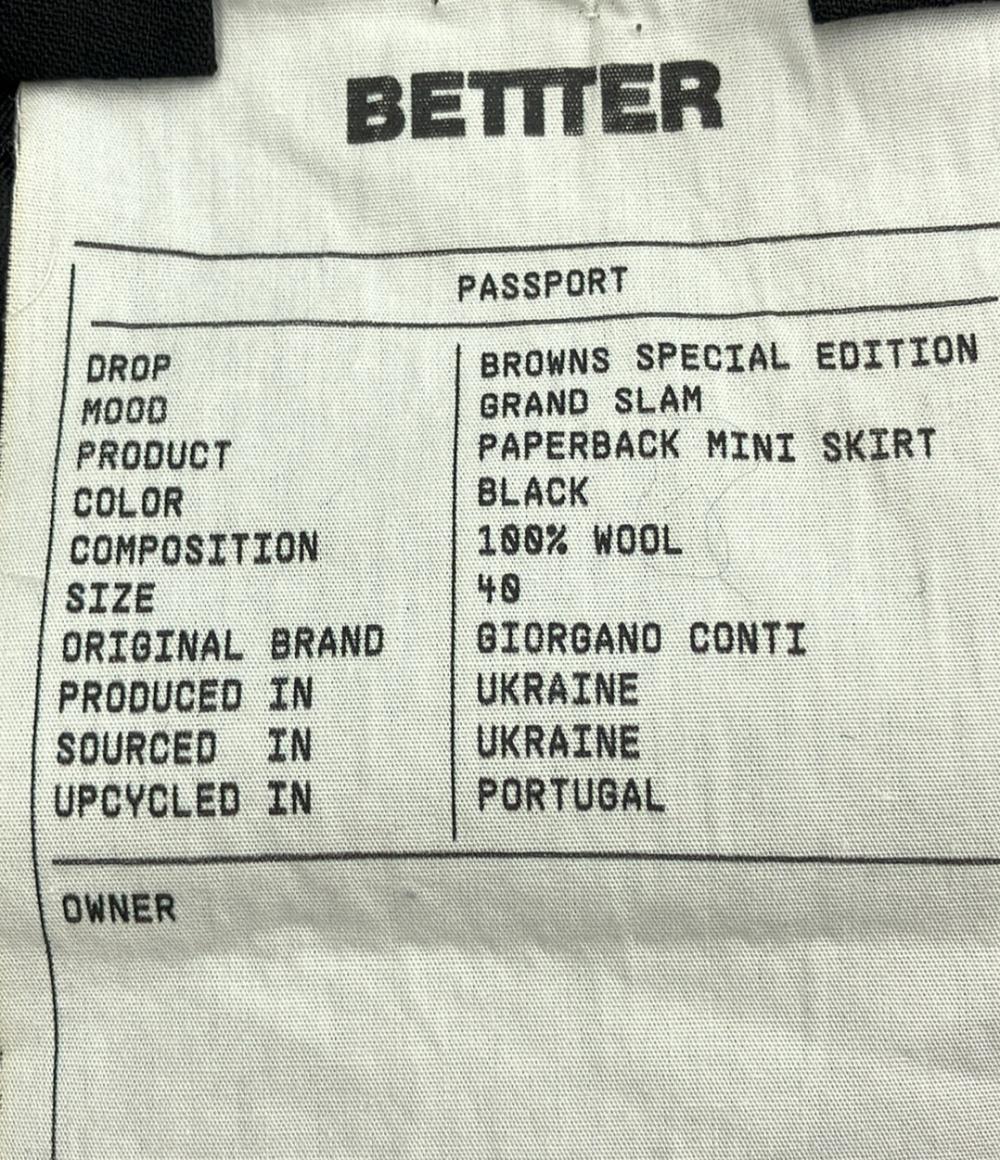 BETTTER
PASSPORT
DROP BROWNS SPECIAL EDITION
MOOD GRAND SLAM
PRODUCT PAPERBACK MINI SKIRT
COLOR BLACK
COMPOSITION 100% WOOL
SIZE 40
ORIGINAL BRAND GIORGANO CONTI
PRODUCED IN UKRAINE
SOURCED IN UKRAINE
UPCYCLED IN PORTUGAL
OWNER